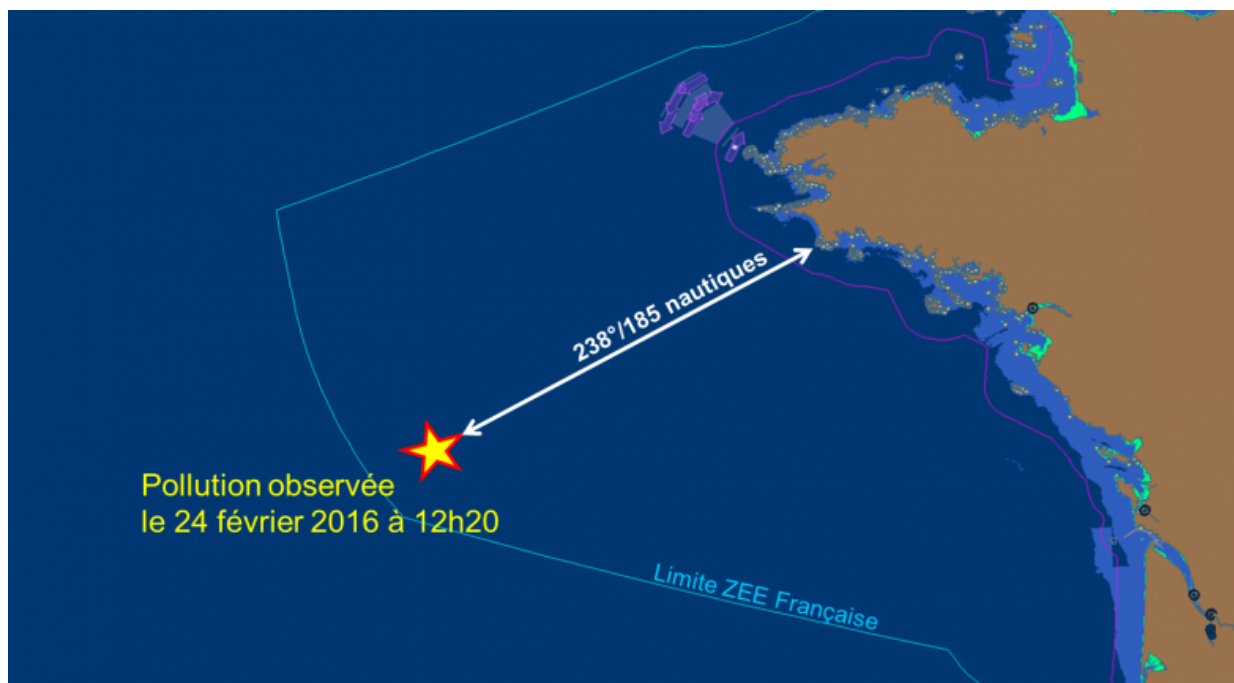 238°/185 nautiques
Pollution observée
le 24 février 2016 à 12h20
Limite ZEE Française